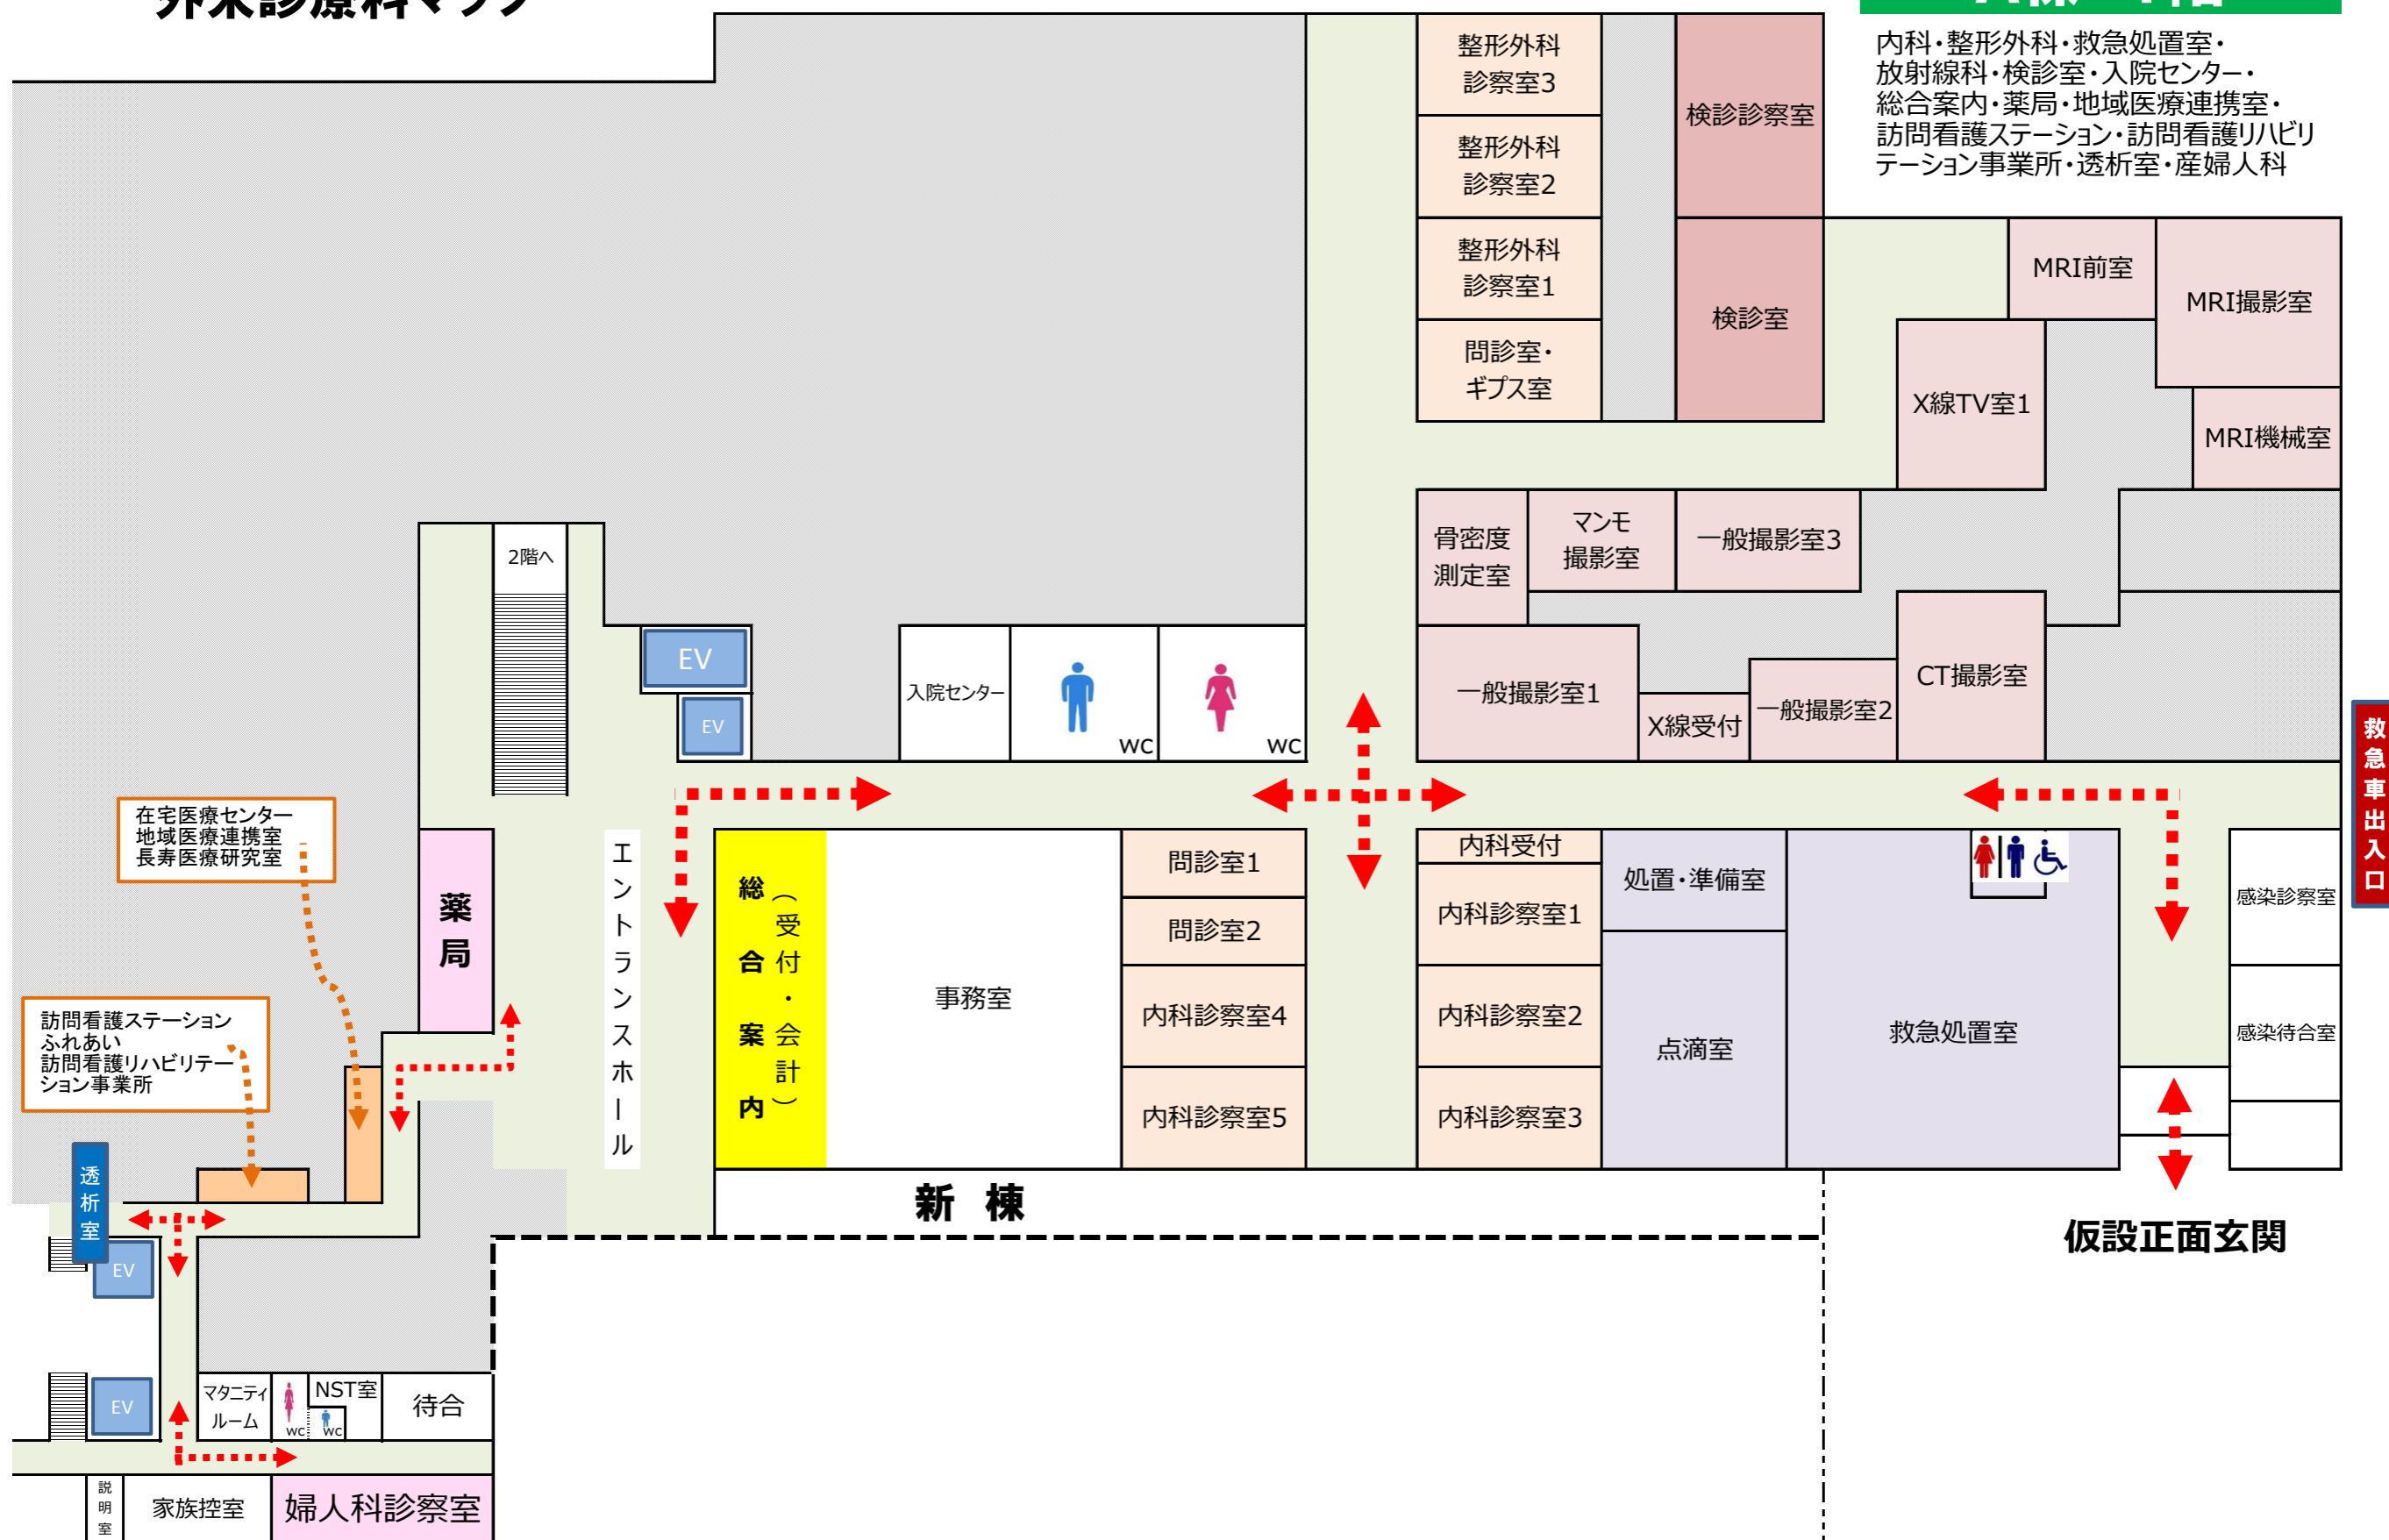 外来診療科マップ
内科・整形外科・救急処置室・
放射線科・検診室・入院センター・
総合案内・薬局・地域医療連携室・
訪問看護ステーション・訪問看護リハビリ
テーション事業所・透析室・産婦人科
整形外科
診察室3
検診診察室
整形外科
診察室2
整形外科
診察室1
検診室
MRI前室
MRI撮影室
問診室・
ギプス室
X線TV室1
MRI機械室
骨密度
測定室
マンモ
撮影室
一般撮影室3
2階へ
EV
EV
入院センター
WC
WC
一般撮影室1
X線受付
一般撮影室2
CT撮影室
救急車出入口
在宅医療センター
地域医療連携室
長寿医療研究室
薬局
エントランスホール
総合案内
（受付・会計）
事務室
問診室1
問診室2
内科診察室4
内科診察室5
内科受付
内科診察室1
内科診察室2
内科診察室3
処置・準備室
点滴室
救急処置室
感染診察室
感染待合室
訪問看護ステーション
ふれあい
訪問看護リハビリテー
ション事業所
透析室
EV
新 棟
仮設正面玄関
EV
マタニティ
ルーム
WC
NST室
WC
待合
説明室
家族控室
婦人科診察室